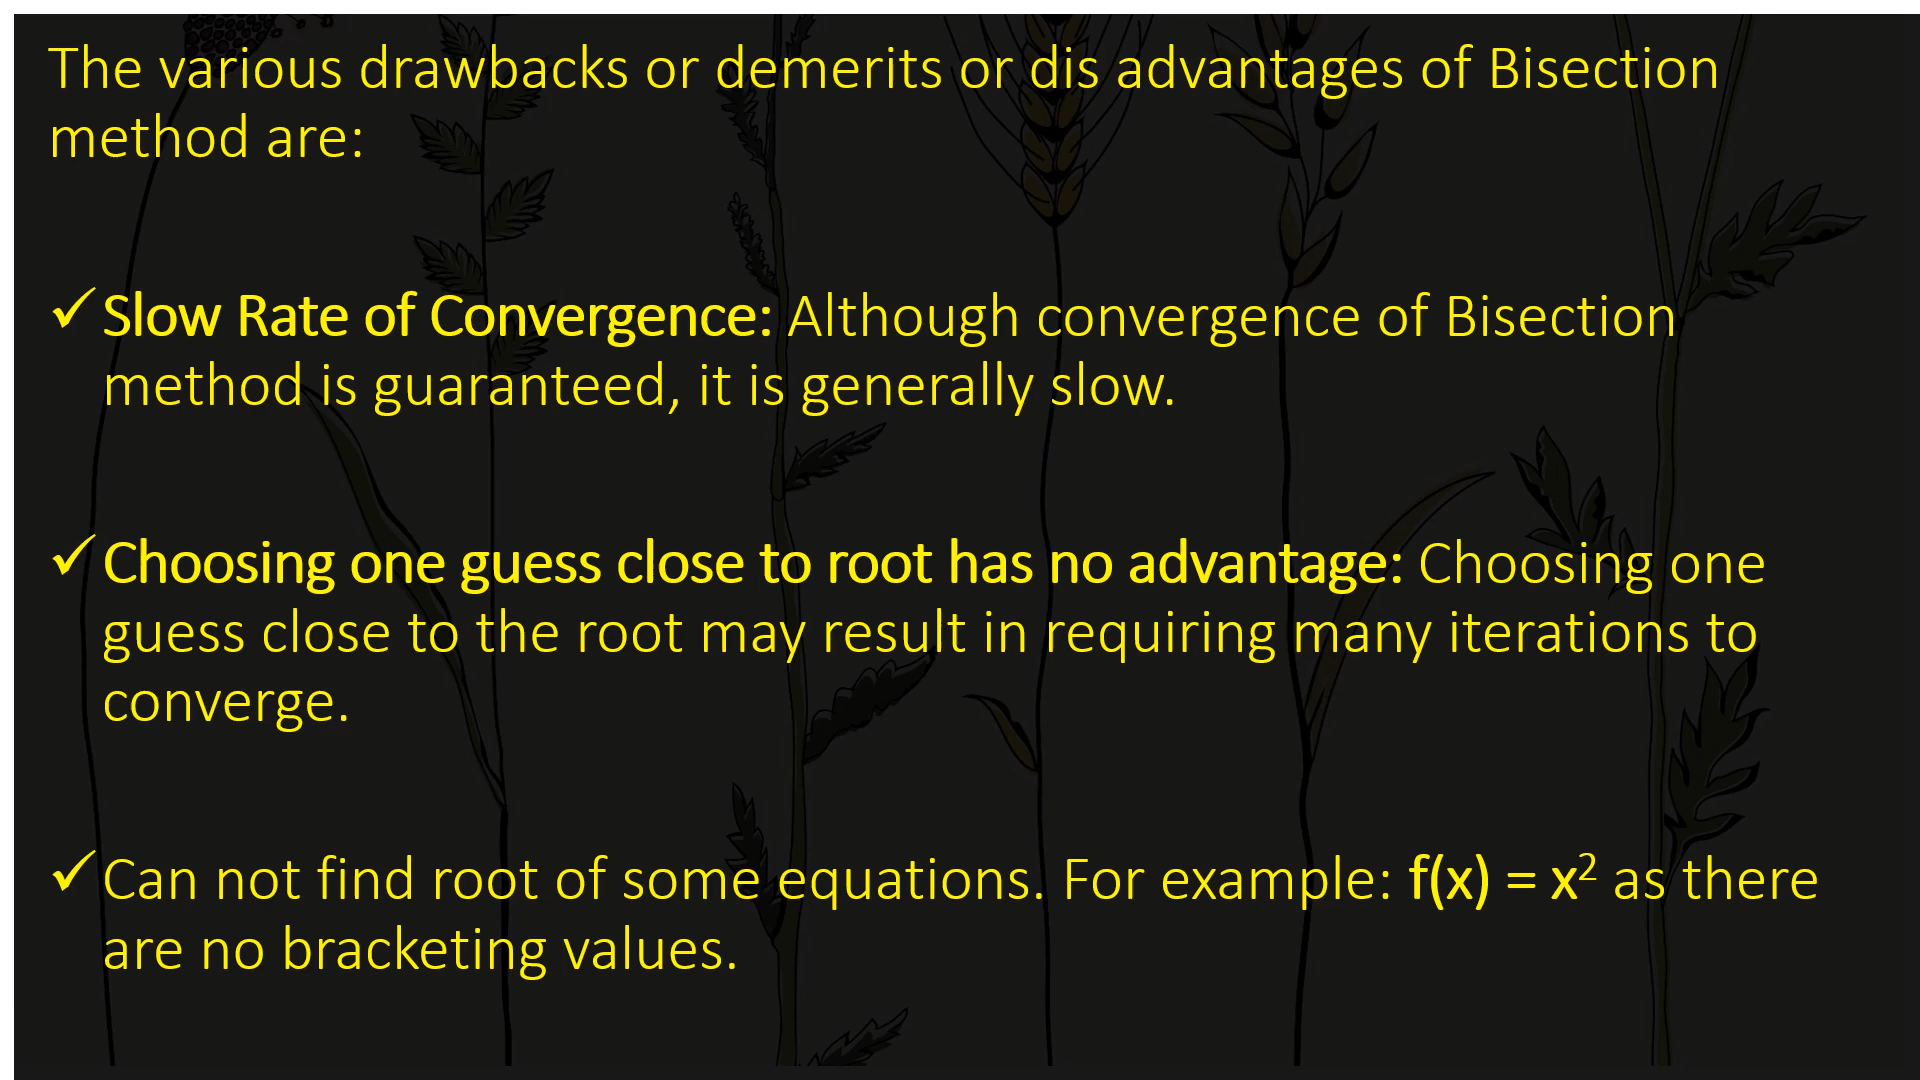 The various drawbacks or demerits or dis advantages of Bisection
method are:
✓ Slow Rate of Convergence: Although convergence of Bisection
method is guaranteed, it is generally slow.
✓ Choosing one guess close to root has no advantage: Choosing one
guess close to the root may result in requiring many iterations to
converge.
✓ Can not find root of some equations. For example: f(x) = x² as there
are no bracketing values.